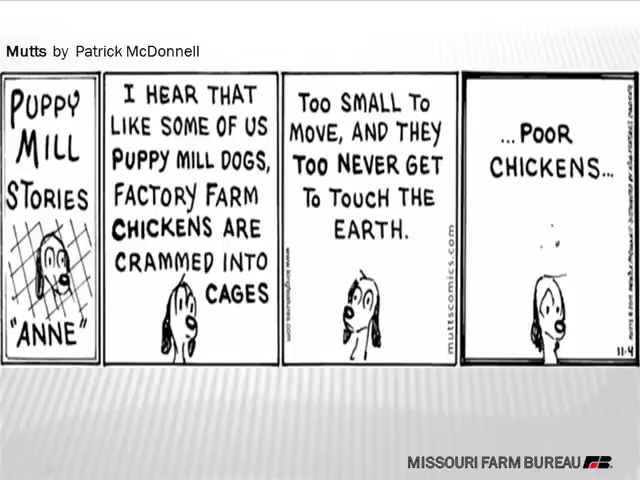 Mutts by Patrick McDonnell
PUPPY
MILL
STORIES
"ANNE"
I HEAR THAT
LIKE SOME OF US
PUPPY MILL DOGS,
FACTORY FARM
CHICKENS ARE
CRAMMED INTO
CAGES
TOO SMALL TO
MOVE, AND THEY
TOO NEVER GET
TO TOUCH THE
EARTH.
muttscomics.com
...POOR
CHICKENS...
11-4
MISSOURI FARM BUREAU FB